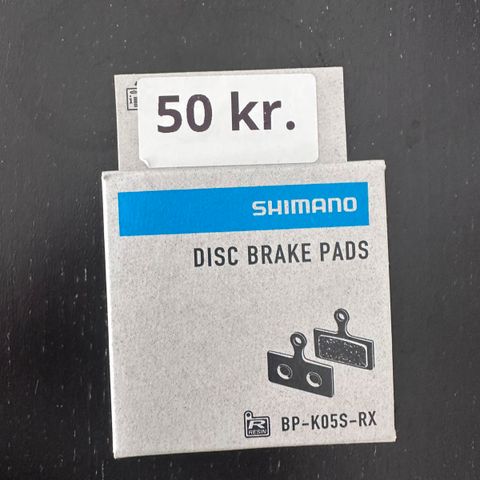 50 kr.
SHIMANO
DISC BRAKE PADS
R
RESIN
BP-K05S-RX